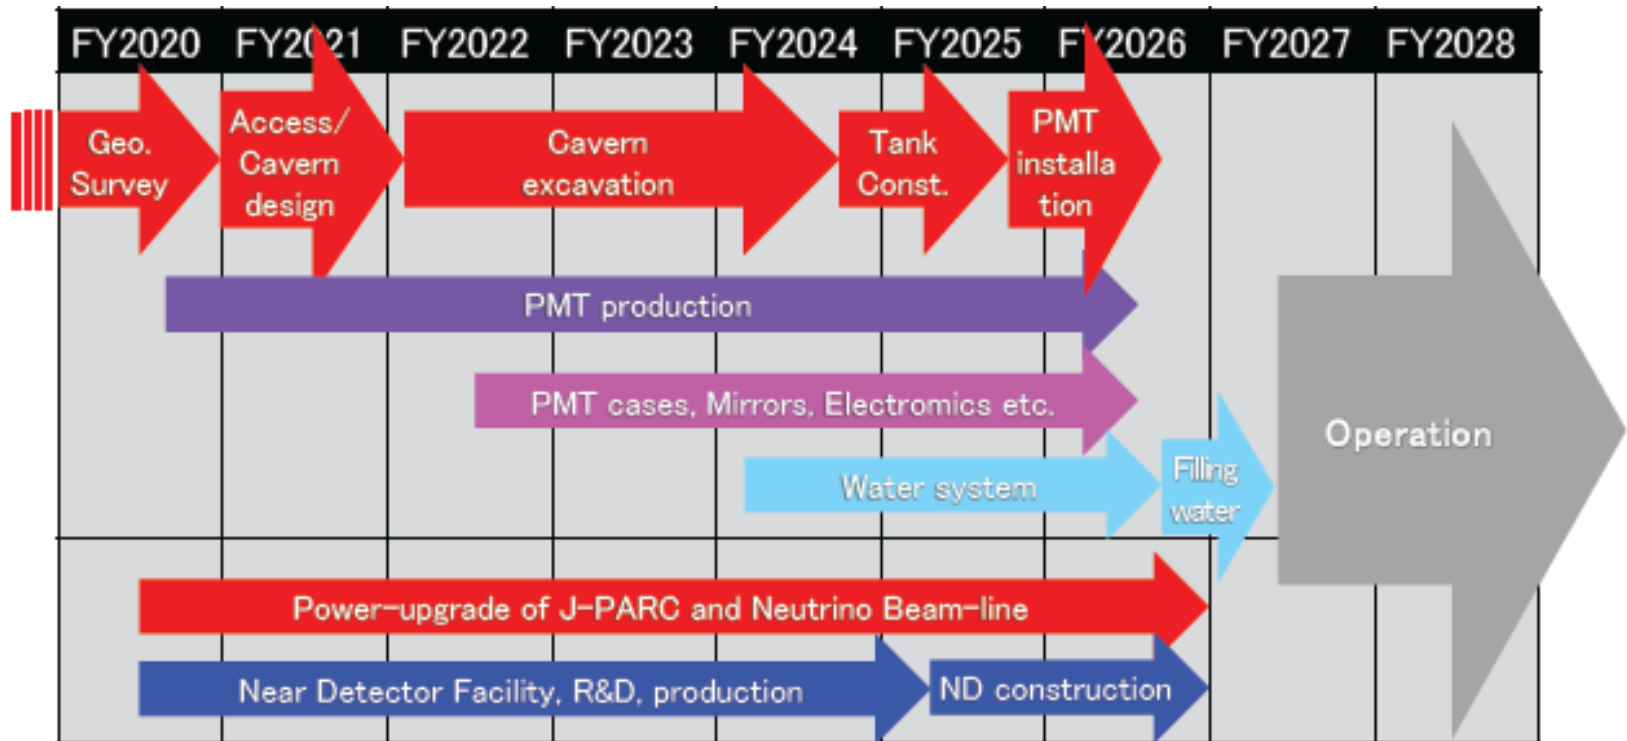 FY2020 FY2021 FY2022 FY2023 FY2024 FY2025 FY2026 FY2027 FY2028
Geo.
Survey
Access/
Cavern
design
Cavern
excavation
Tank
Const.
PMT
installa
tion
PMT production
PMT cases, Mirrors, Electromics etc.
Water system
Filling
water
Operation
Power-upgrade of J-PARC and Neutrino Beam-line
Near Detector Facility, R&D, production
ND construction